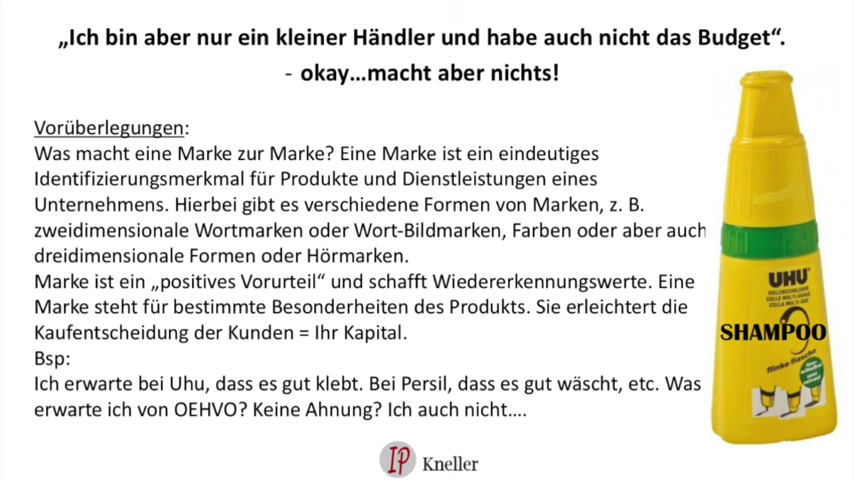 „Ich bin aber nur ein kleiner Händler und habe auch nicht das Budget“.
- okay…macht aber nichts!
Vorüberlegungen:
Was macht eine Marke zur Marke? Eine Marke ist ein eindeutiges
Identifizierungsmerkmal für Produkte und Dienstleistungen eines
Unternehmens. Hierbei gibt es verschiedene Formen von Marken, z. B.
zweidimensionale Wortmarken oder Wort-Bildmarken, Farben oder aber auch
dreidimensionale Formen oder Hörmarken.
Marke ist ein „positives Vorurteil“ und schafft Wiedererkennungswerte. Eine
Marke steht für bestimmte Besonderheiten des Produkts. Sie erleichtert die
Kaufentscheidung der Kunden = Ihr Kapital.
Bsp:
Ich erwarte bei Uhu, dass es gut klebt. Bei Persil, dass es gut wäscht, etc. Was
erwarte ich von OEHVO? Keine Ahnung? Ich auch nicht….
UHU
SHAMPOO
flinke flasche
IP Kneller